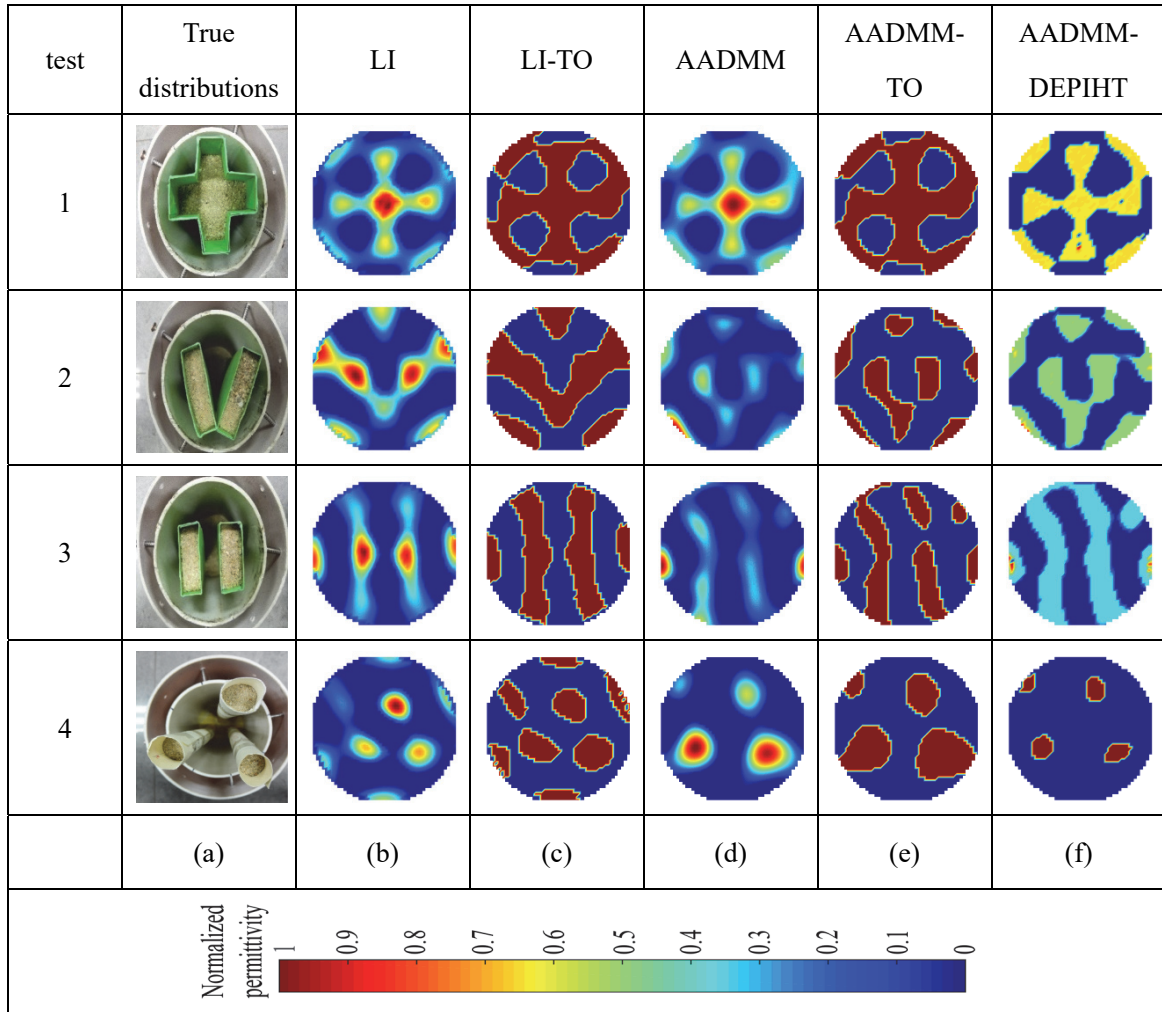 test
True
distributions
LI
LI-TO
AADMM
AADMM-
TO
AADMM-
DEPIHT
1
2
3
4
(a)
(b)
(c)
(d)
(e)
(f)
Normalized
permittivity
1
0.9
0.8
0.7
0.6
0.5
0.4
0.3
0.2
0.1
0